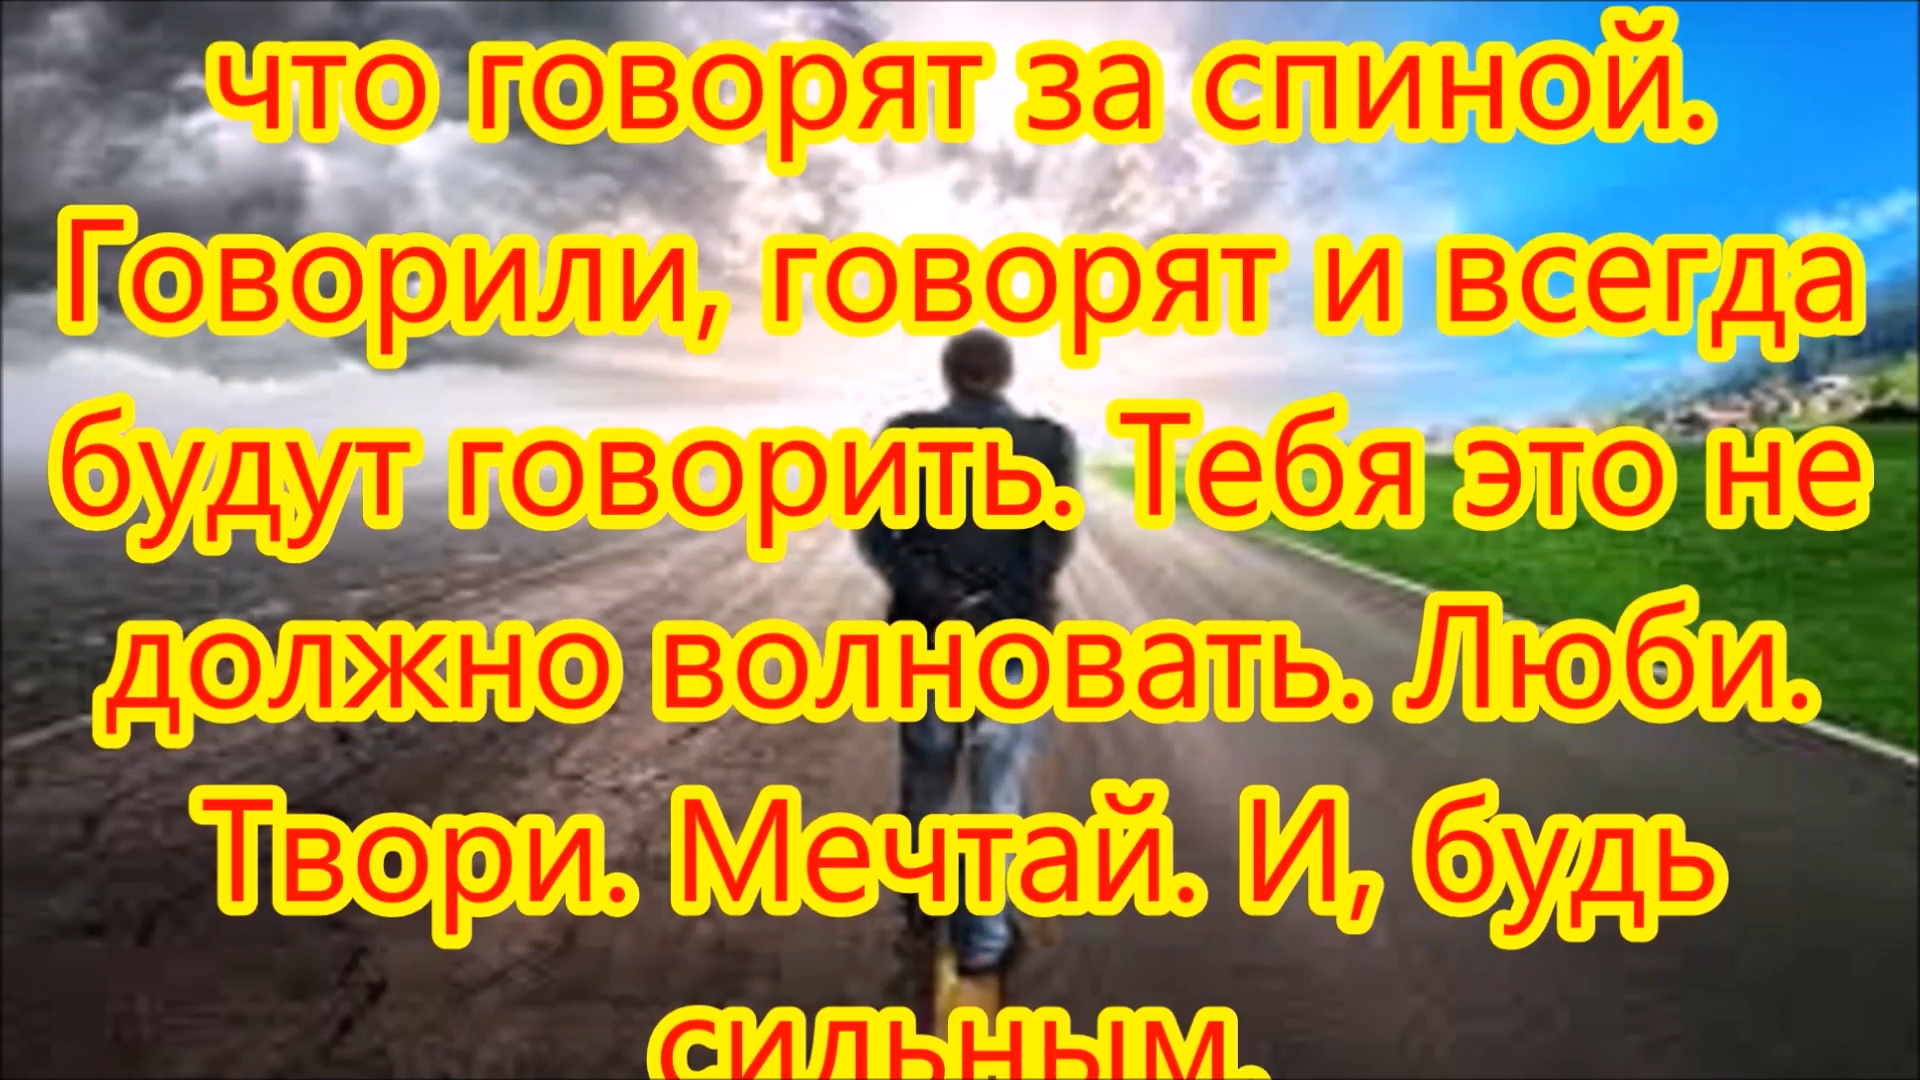 что говорят за спиной.
Говорили, говорят и всегда
будут говорить. Тебя это не
должно волновать. Люби.
Твори. Мечтай. И, будь
сильным.